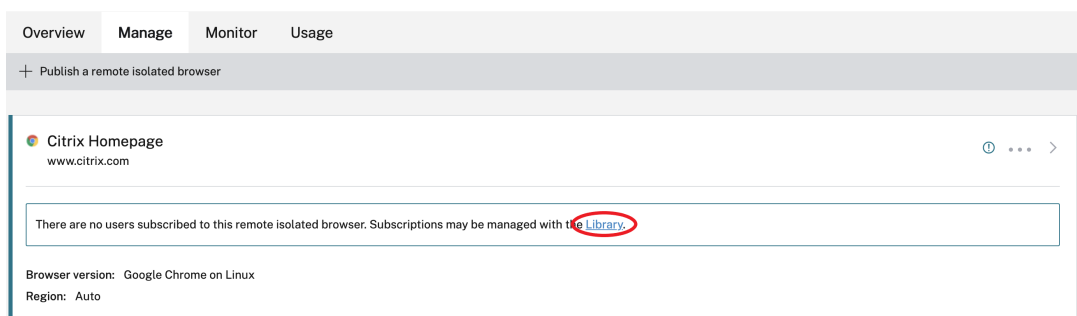 Overview Manage Monitor Usage
+ Publish a remote isolated browser
Citrix Homepage
www.citrix.com
There are no users subscribed to this remote isolated browser. Subscriptions may be managed with the Library.
Browser version: Google Chrome on Linux
Region: Auto